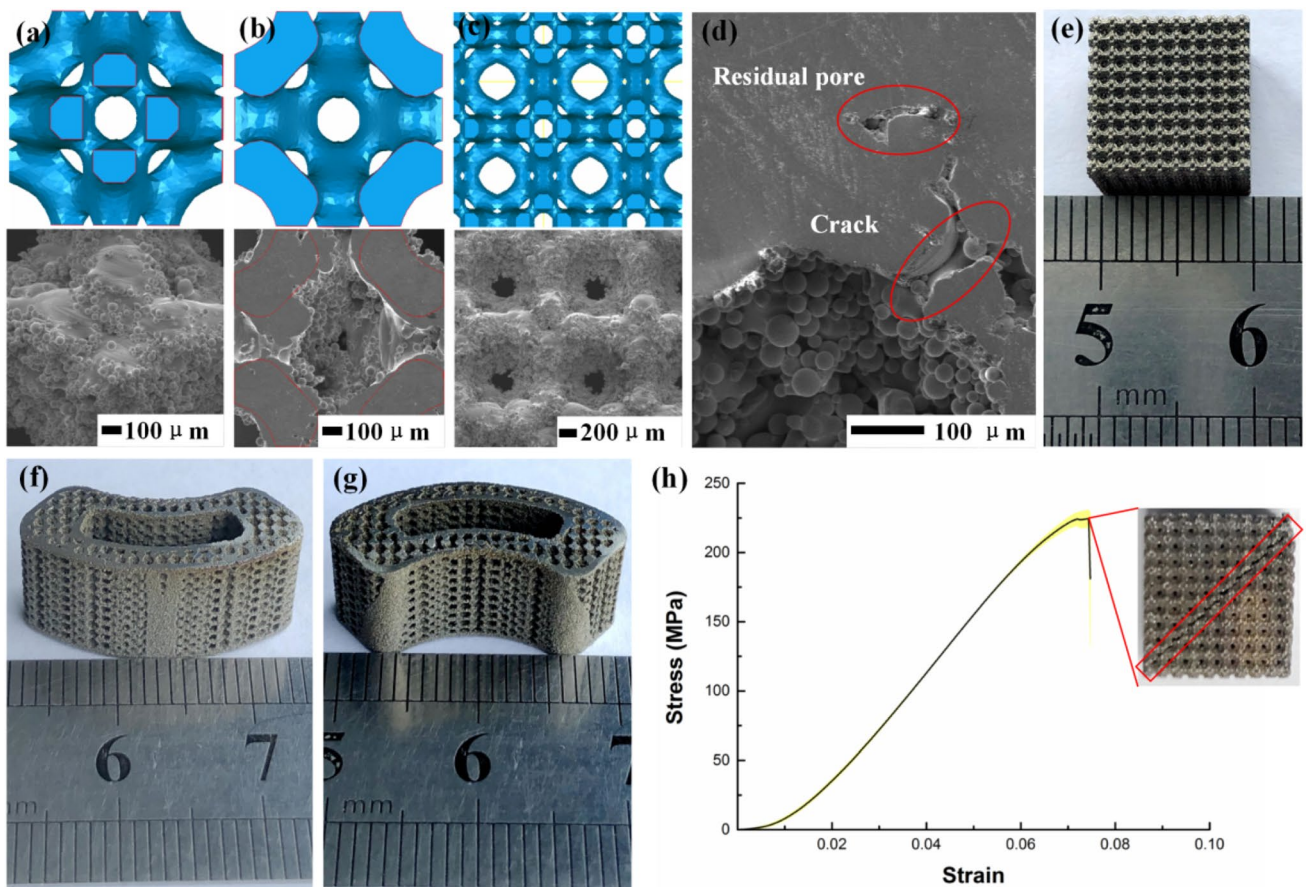 (a)
(b)
(c)
(d)
(e)
Residual pore
Crack
5 6
mm
100 μm
100 μm
200 μm
100 μm
(f)
(g)
(h)
6 7
mm
5 6
mm
250
200
150
100
50
0
0.02 0.04 0.06 0.08 0.10
Stress (MPa)
Strain